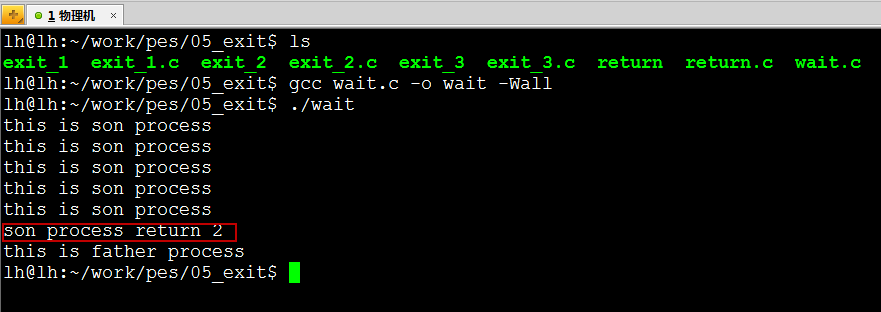 1 物理机 ×
lh@lh:~/work/pes/05_exit$ ls
exit_1 exit_1.c exit_2 exit_2.c exit_3 exit_3.c return return.c wait.c
lh@lh:~/work/pes/05_exit$ gcc wait.c -o wait -Wall
lh@lh:~/work/pes/05_exit$ ./wait
this is son process
this is son process
this is son process
this is son process
this is son process
son process return 2
this is father process
lh@lh:~/work/pes/05_exit$